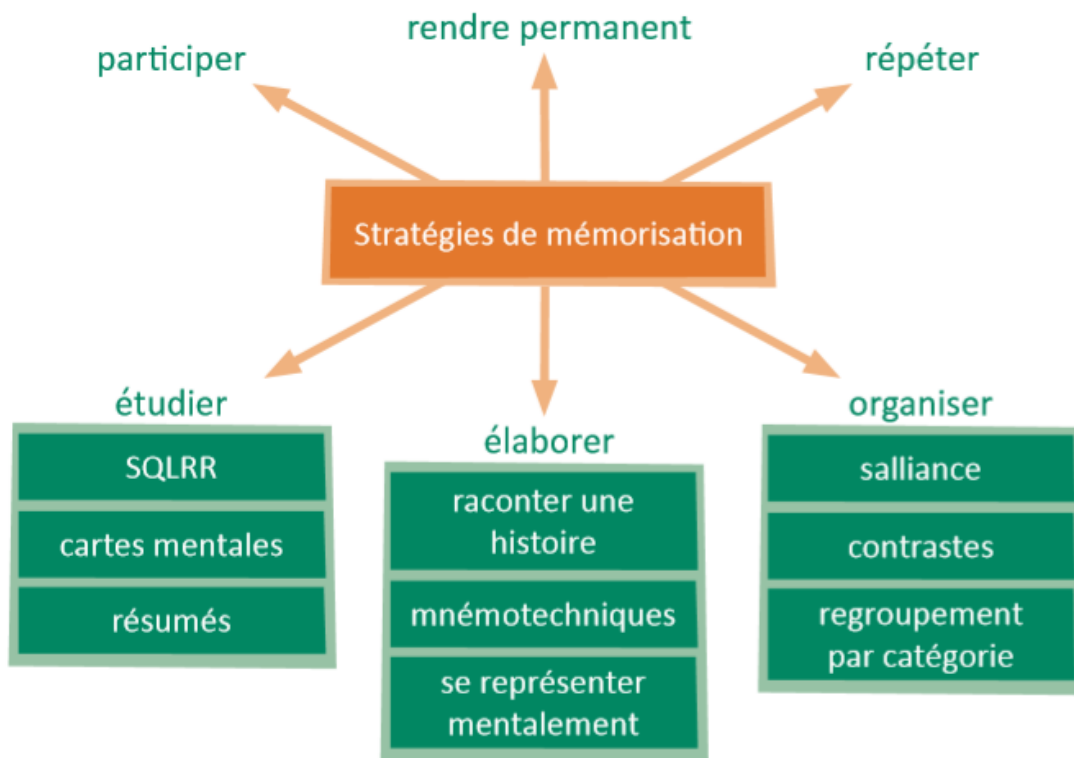 rendre permanent
participer
répéter
Stratégies de mémorisation
étudier
SQLRR
cartes mentales
résumés
élaborer
raconter une
histoire
mnémotechniques
se représenter
mentalement
organiser
salliance
contrastes
regroupement
par catégorie